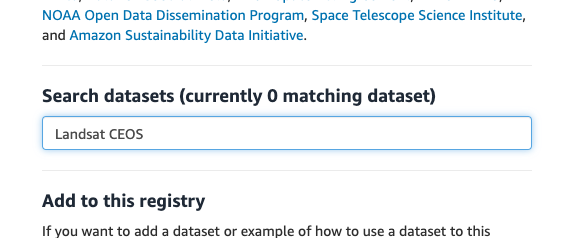 NOAA Open Data Dissemination Program, Space Telescope Science Institute,
and Amazon Sustainability Data Initiative.
Search datasets (currently 0 matching dataset)
Landsat CEOS
Add to this registry
If you want to add a dataset or example of how to use a dataset to this